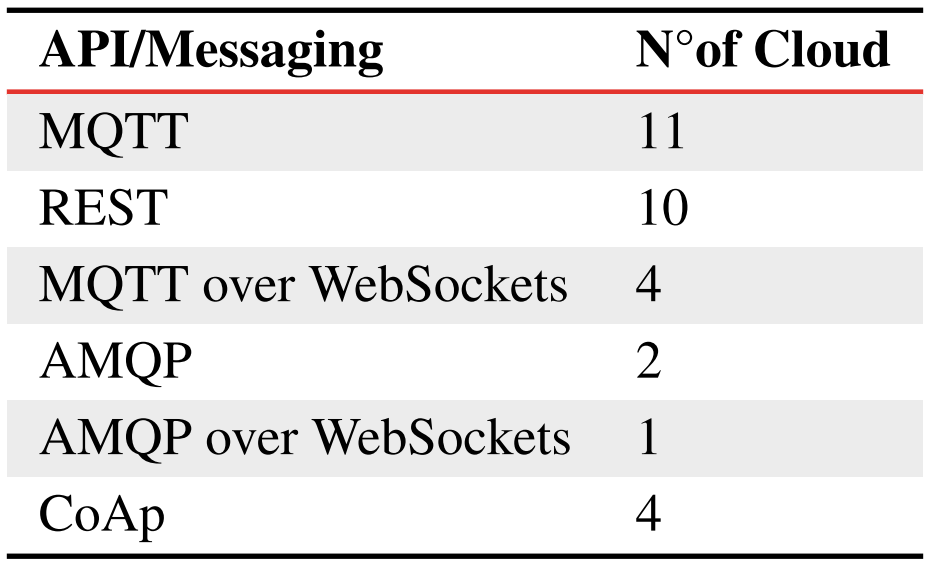 API/Messaging N°of Cloud
MQTT 11
REST 10
MQTT over WebSockets 4
AMQP 2
AMQP over WebSockets 1
CoAp 4